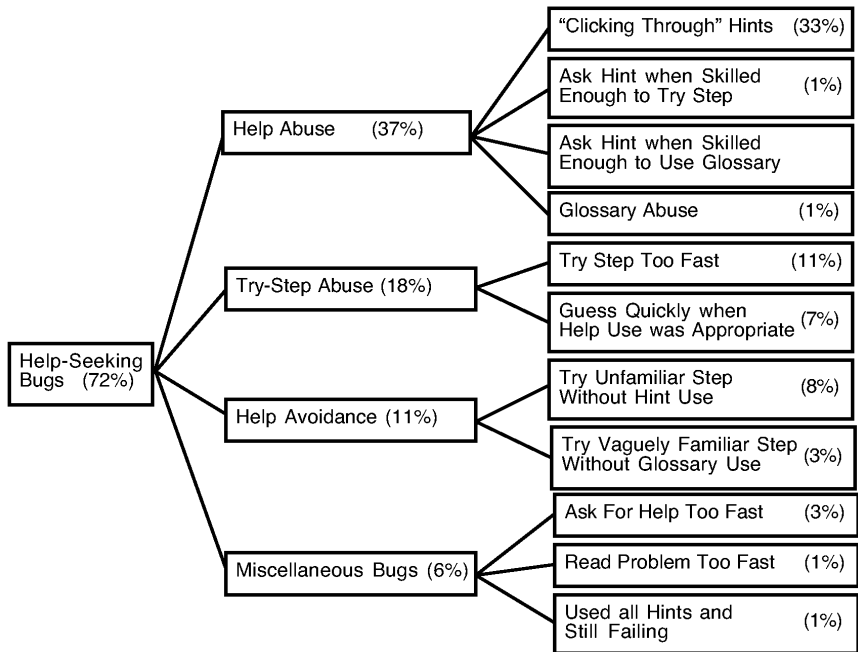 Help-Seeking
Bugs (72%)
Help Abuse (37%)
"Clicking Through" Hints (33%)
Ask Hint when Skilled
Enough to Try Step (1%)
Ask Hint when Skilled
Enough to Use Glossary
Glossary Abuse (1%)
Try-Step Abuse (18%)
Try Step Too Fast (11%)
Guess Quickly when
Help Use was Appropriate (7%)
Help Avoidance (11%)
Try Unfamiliar Step
Without Hint Use (8%)
Try Vaguely Familiar Step
Without Glossary Use (3%)
Miscellaneous Bugs (6%)
Ask For Help Too Fast (3%)
Read Problem Too Fast (1%)
Used all Hints and
Still Failing (1%)